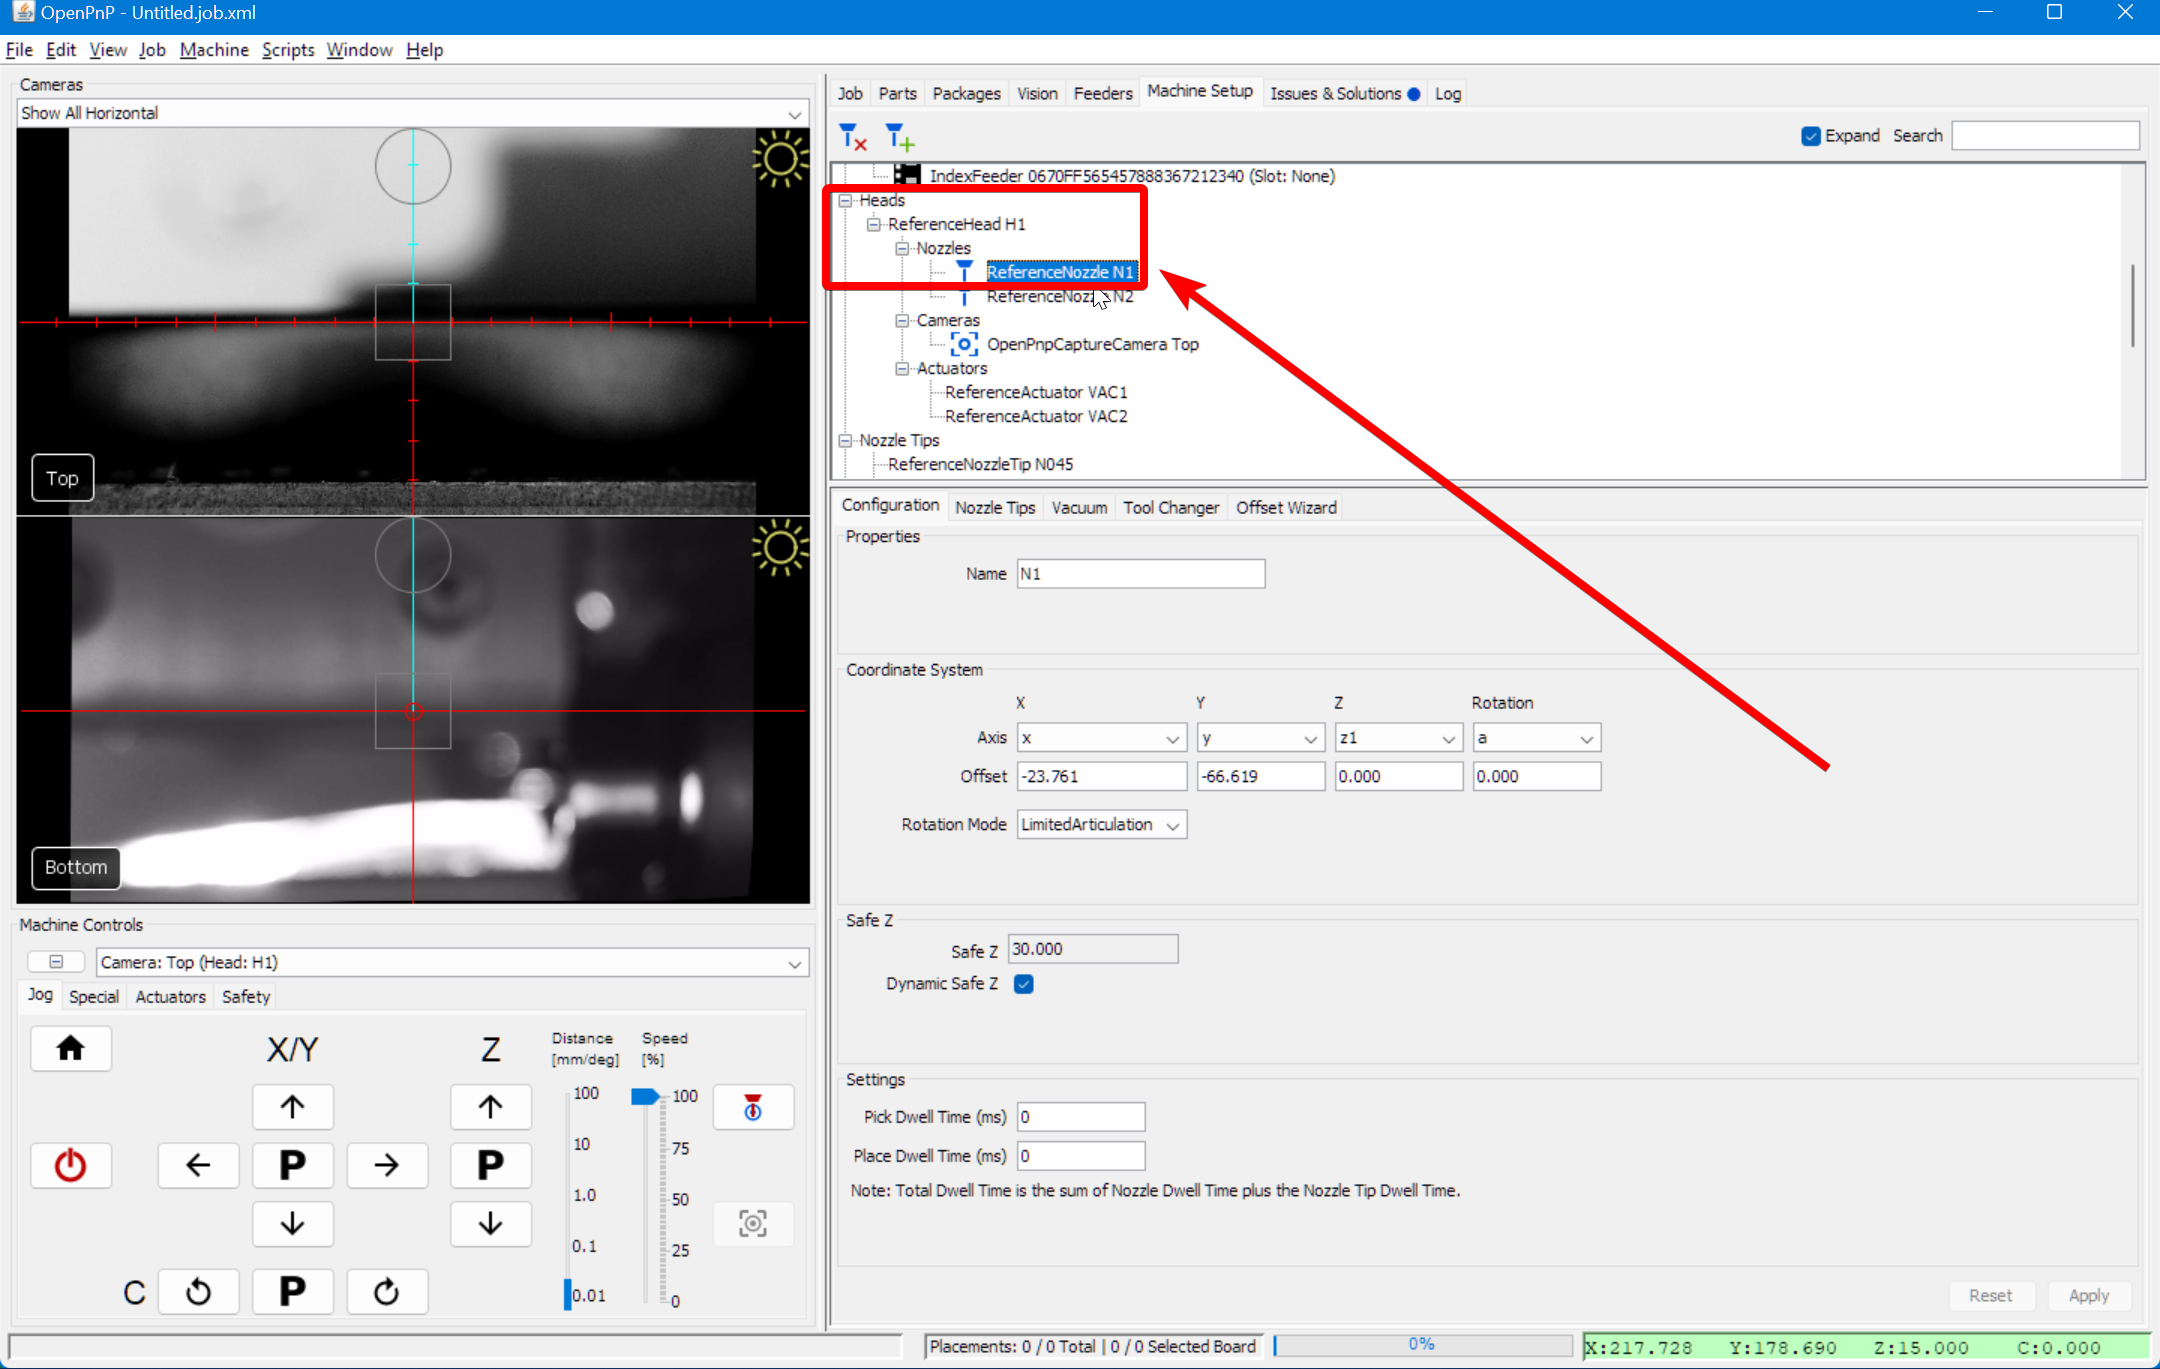 OpenPnP - Untitled.job.xml
File Edit View Job Machine Scripts Window Help
Cameras
Show All Horizontal
Top
Bottom
Machine Controls
Camera: Top (Head: H1)
Jog Special Actuators Safety
X/Y
Z
Distance [mm/deg]
Speed [%]
100
10
1.0
0.1
0.01
100
75
50
25
0
P
P
C
P
Job Parts Packages Vision Feeders Machine Setup Issues & Solutions Log
Expand Search
IndexFeeder 0670FF565457888367212340 (Slot: None)
Heads
ReferenceHead H1
Nozzles
ReferenceNozzle N1
ReferenceNozzle N2
Cameras
OpenPnpCaptureCamera Top
Actuators
ReferenceActuator VAC1
ReferenceActuator VAC2
Nozzle Tips
ReferenceNozzleTip N045
Configuration Nozzle Tips Vacuum Tool Changer Offset Wizard
Properties
Name N1
Coordinate System
X Y Z Rotation
Axis x y z1 a
Offset -23.761 -66.619 0.000 0.000
Rotation Mode LimitedArticulation
Safe Z
Safe Z 30.000
Dynamic Safe Z
Settings
Pick Dwell Time (ms) 0
Place Dwell Time (ms) 0
Note: Total Dwell Time is the sum of Nozzle Dwell Time plus the Nozzle Tip Dwell Time.
Reset Apply
Placements: 0 / 0 Total | 0 / 0 Selected Board
0%
X:217.728 Y:178.690 Z:15.000 C:0.000